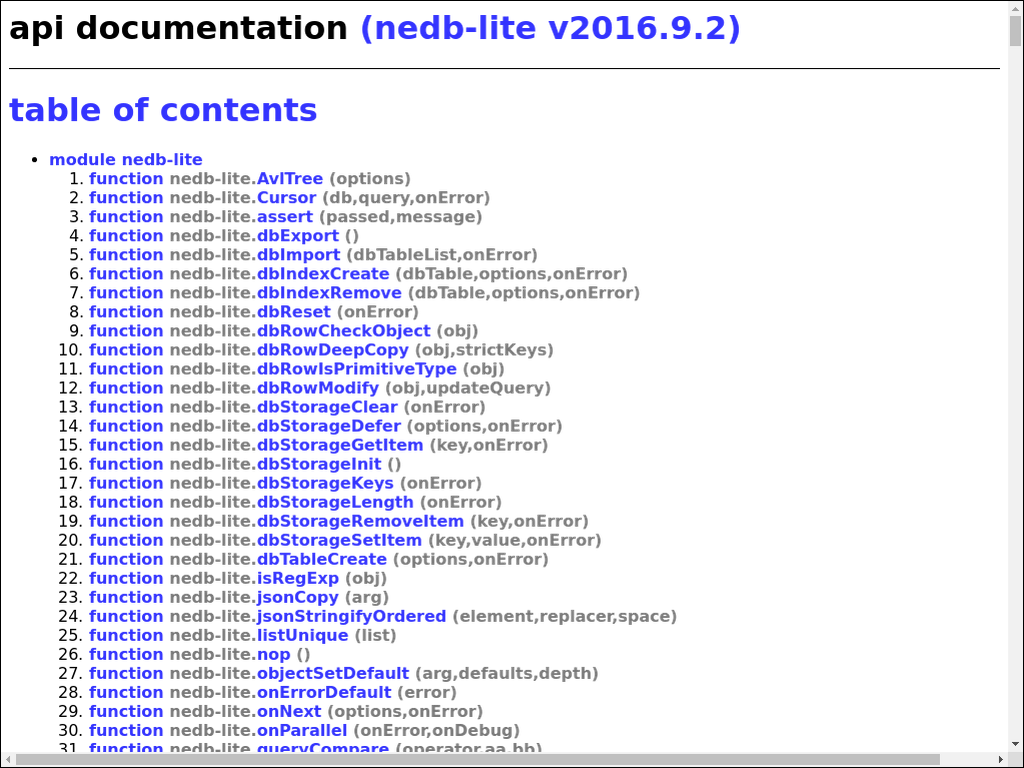 api documentation (nedb-lite v2016.9.2)
table of contents
• module nedb-lite
1. function nedb-lite.AvlTree (options)
2. function nedb-lite.Cursor (db,query,onError)
3. function nedb-lite.assert (passed,message)
4. function nedb-lite.dbExport ()
5. function nedb-lite.dbImport (dbTableList,onError)
6. function nedb-lite.dbIndexCreate (dbTable,options,onError)
7. function nedb-lite.dbIndexRemove (dbTable,options,onError)
8. function nedb-lite.dbReset (onError)
9. function nedb-lite.dbRowCheckObject (obj)
10. function nedb-lite.dbRowDeepCopy (obj,strictKeys)
11. function nedb-lite.dbRowIsPrimitiveType (obj)
12. function nedb-lite.dbRowModify (obj,updateQuery)
13. function nedb-lite.dbStorageClear (onError)
14. function nedb-lite.dbStorageDefer (options,onError)
15. function nedb-lite.dbStorageGetItem (key,onError)
16. function nedb-lite.dbStorageInit ()
17. function nedb-lite.dbStorageKeys (onError)
18. function nedb-lite.dbStorageLength (onError)
19. function nedb-lite.dbStorageRemoveItem (key,onError)
20. function nedb-lite.dbStorageSetItem (key,value,onError)
21. function nedb-lite.dbTableCreate (options,onError)
22. function nedb-lite.isRegExp (obj)
23. function nedb-lite.jsonCopy (arg)
24. function nedb-lite.jsonStringifyOrdered (element,replacer,space)
25. function nedb-lite.listUnique (list)
26. function nedb-lite.nop ()
27. function nedb-lite.objectSetDefault (arg,defaults,depth)
28. function nedb-lite.onErrorDefault (error)
29. function nedb-lite.onNext (options,onError)
30. function nedb-lite.onParallel (onError,onDebug)
31. function nedb-lite.queryCompare (operator,aa,bb)